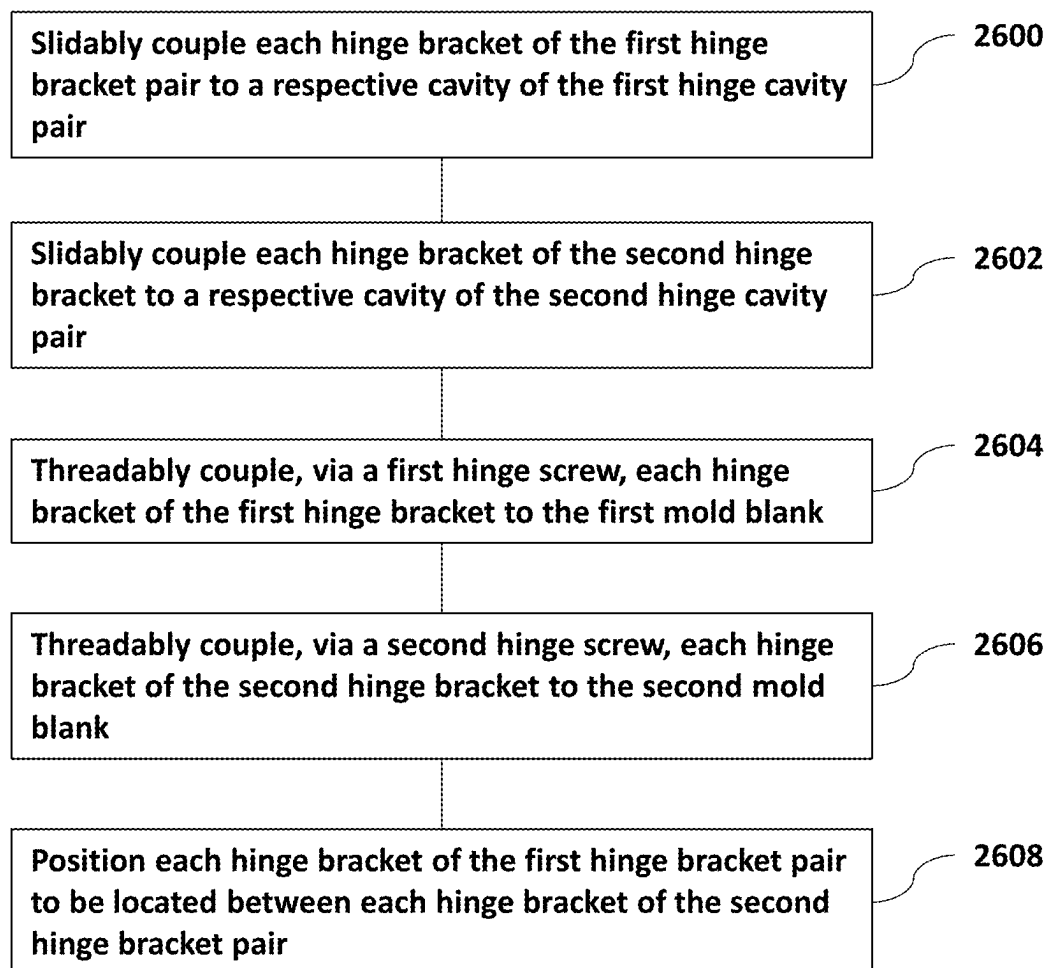 Slidably couple each hinge bracket of the first hinge
bracket pair to a respective cavity of the first hinge cavity
pair
2600
Slidably couple each hinge bracket of the second hinge
bracket to a respective cavity of the second hinge cavity
pair
2602
Threadably couple, via a first hinge screw, each hinge
bracket of the first hinge bracket to the first mold blank
2604
Threadably couple, via a second hinge screw, each hinge
bracket of the second hinge bracket to the second mold
blank
2606
Position each hinge bracket of the first hinge bracket pair
to be located between each hinge bracket of the second
hinge bracket pair
2608